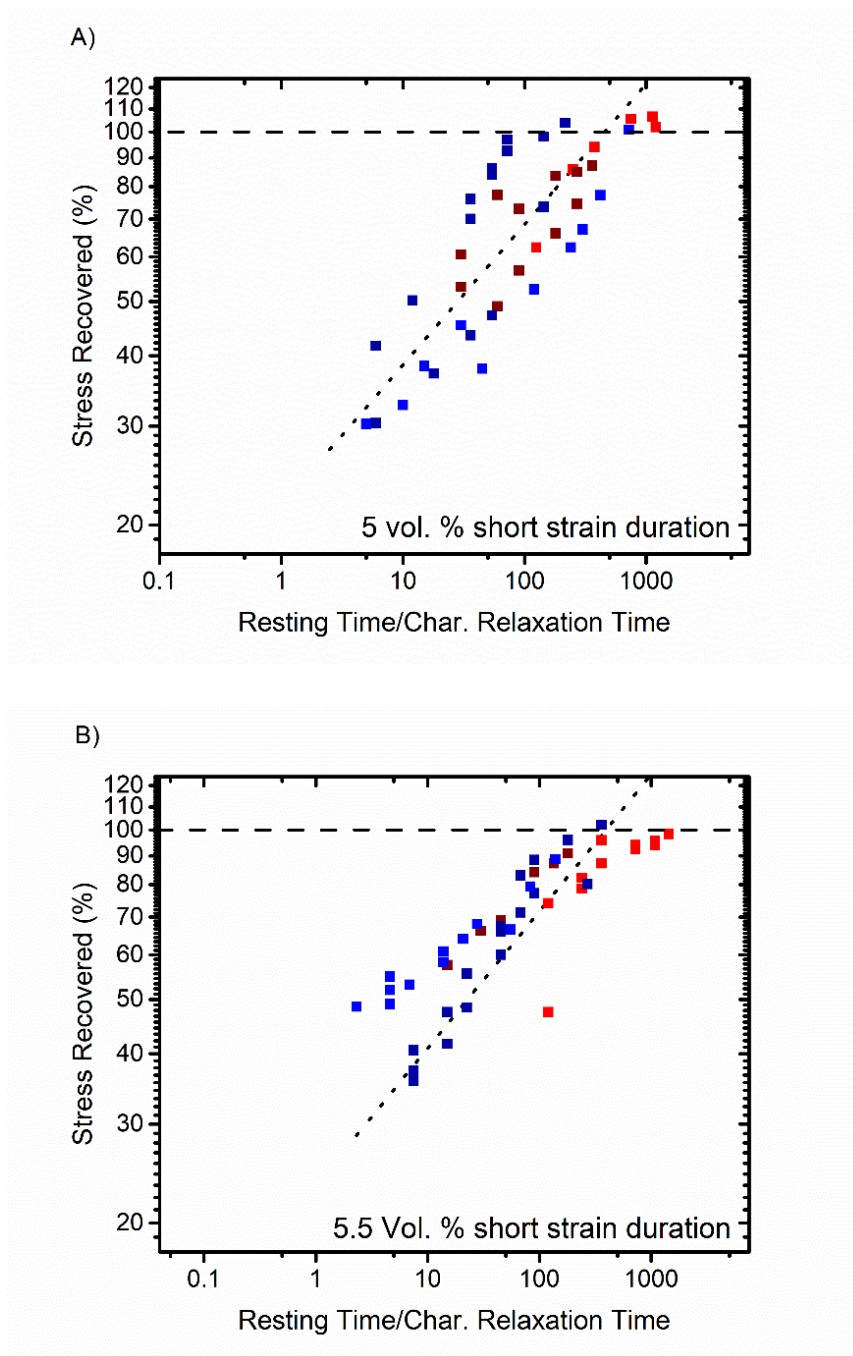 A)
120
110
100
90
80
70
60
50
40
30
20
Stress Recovered (%)
5 vol. % short strain duration
0.1 1 10 100 1000
Resting Time/Char. Relaxation Time
B)
120
110
100
90
80
70
60
50
40
30
20
Stress Recovered (%)
5.5 Vol. % short strain duration
0.1 1 10 100 1000
Resting Time/Char. Relaxation Time